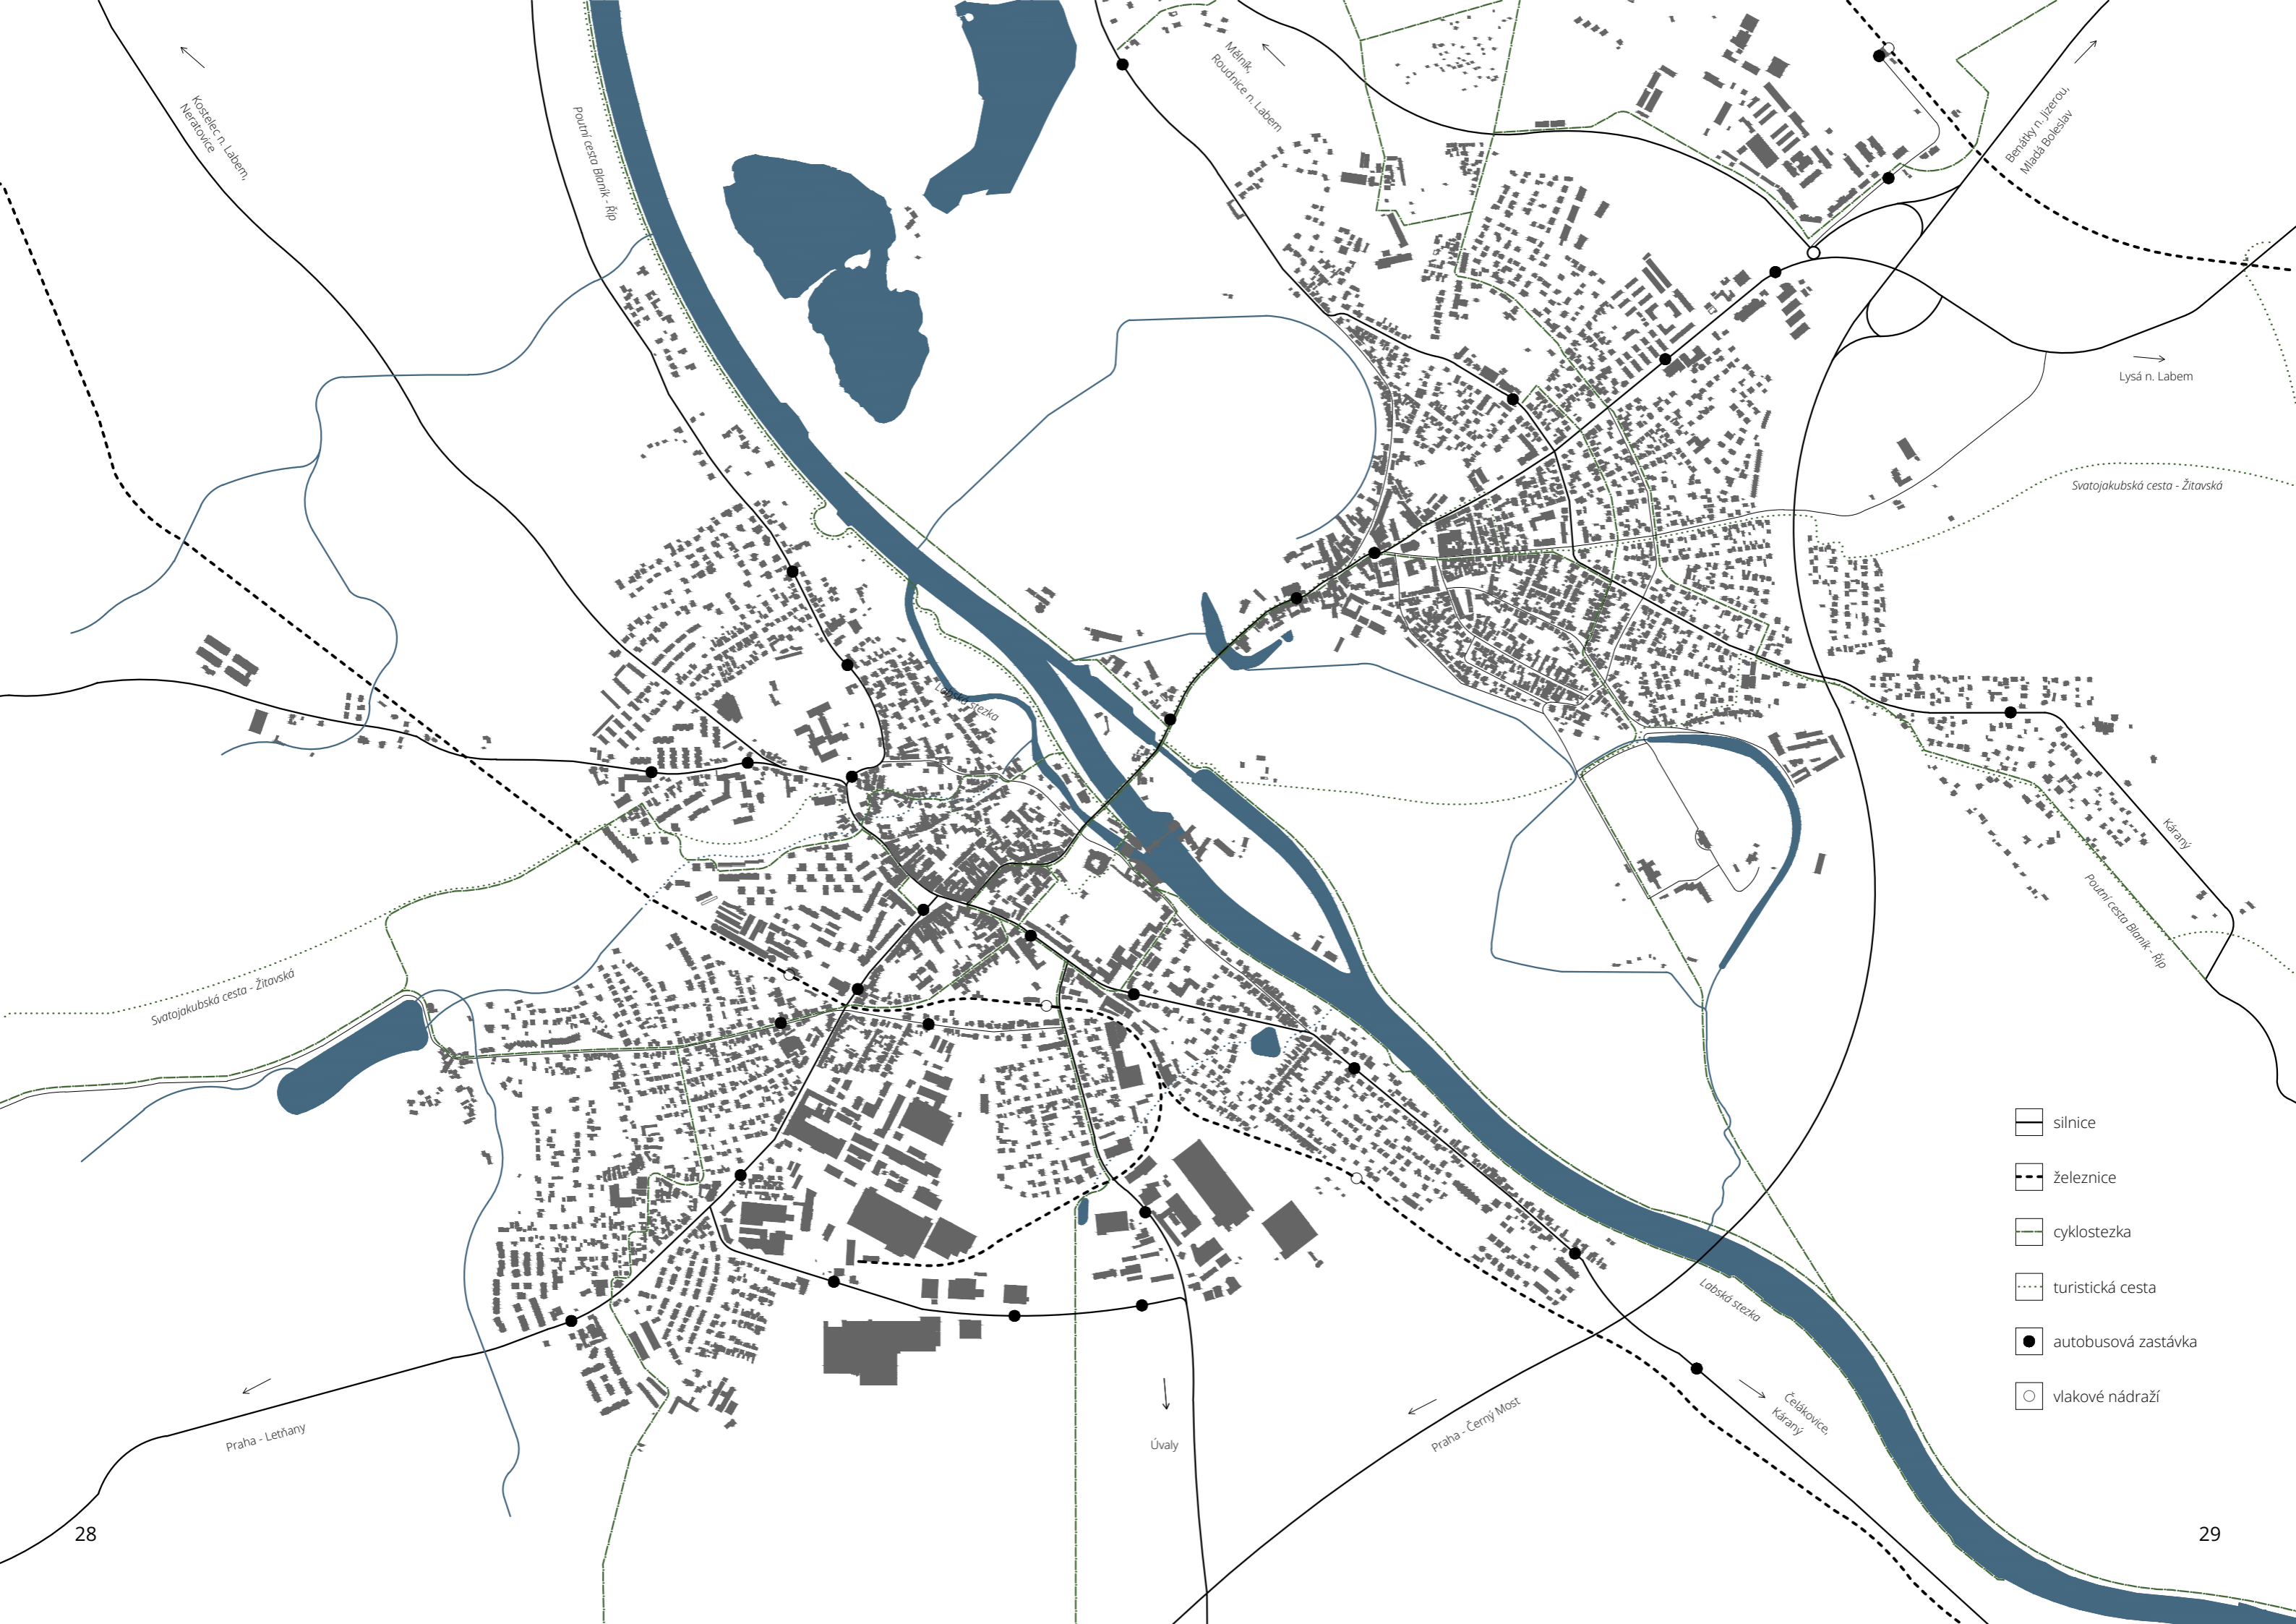 Kostelec n. Labem,
Neratovice
Poutní cesta Blaník - Říp
Mělník,
Roudnice n. Labem
Benátky n. Jizerou,
Mladá Boleslav
Lysá n. Labem
Svatojakubská cesta - Žitavská
Labská stezka
Káraný
Poutní cesta Blaník - Říp
Svatojakubská cesta - Žitavská
silnice
železnice
cyklostezka
turistická cesta
autobusová zastávka
vlakové nádraží
Labská stezka
Čelákovice,
Káraný
Praha - Letňany
Úvaly
Praha - Černý Most
28
29